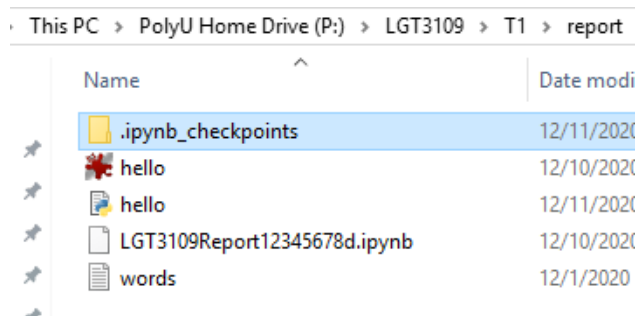 This PC > PolyU Home Drive (P:) > LGT3109 > T1 > report
Name Date modi
.ipynb_checkpoints 12/11/2020
hello 12/10/2020
hello 12/11/2020
LGT3109Report12345678d.ipynb 12/10/2020
words 12/1/2020